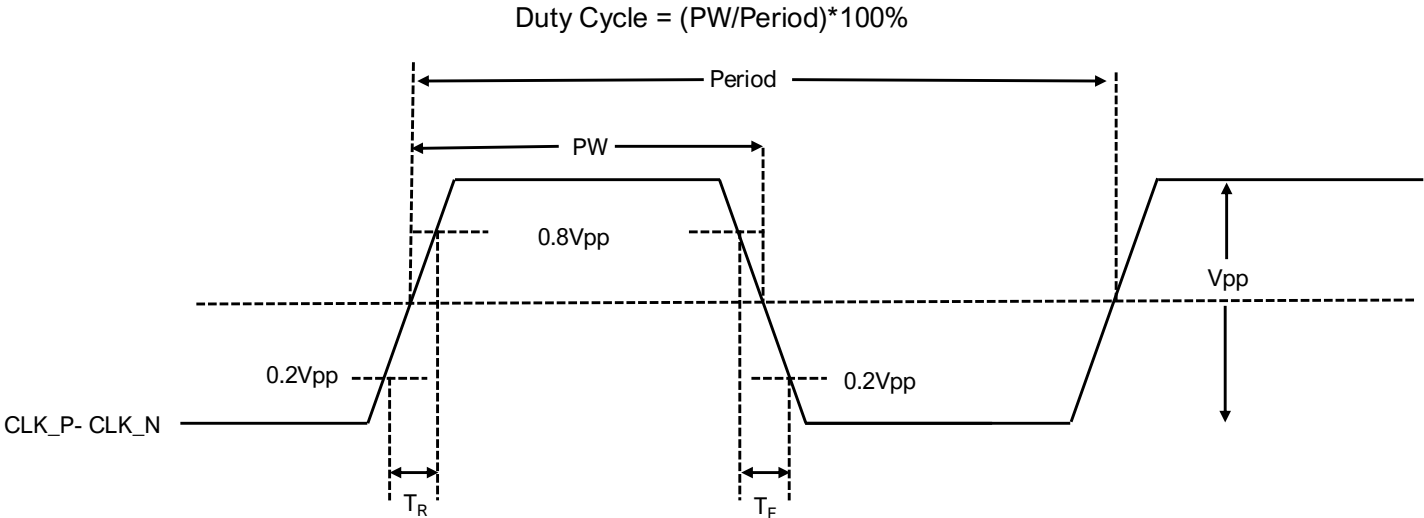 Duty Cycle = (PW/Period)*100%
Period
PW
0.8Vpp
Vpp
0.2Vpp
0.2Vpp
CLK_P- CLK_N
TR
TF